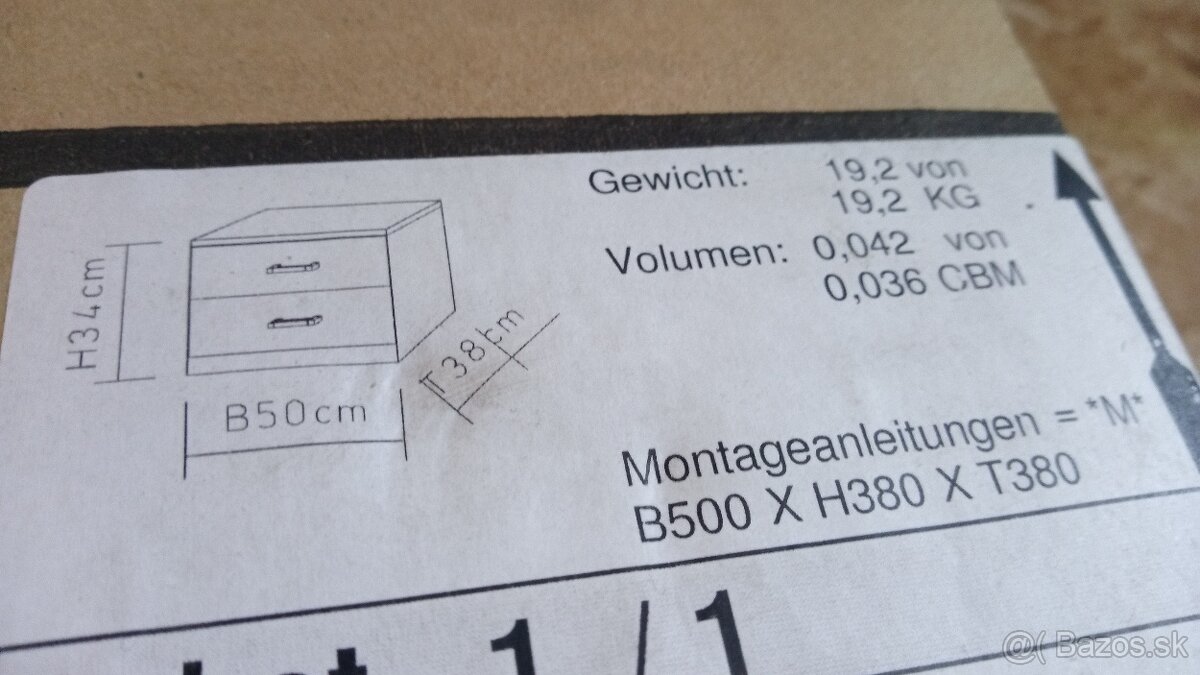 Gewicht: 19,2 von
19,2 KG
Volumen: 0,042 von
0,036 CBM
H34cm
T38cm
B50cm
Montageanleitungen = *M*
B500 X H380 X T380
1 / 1
@( Bazos.sk